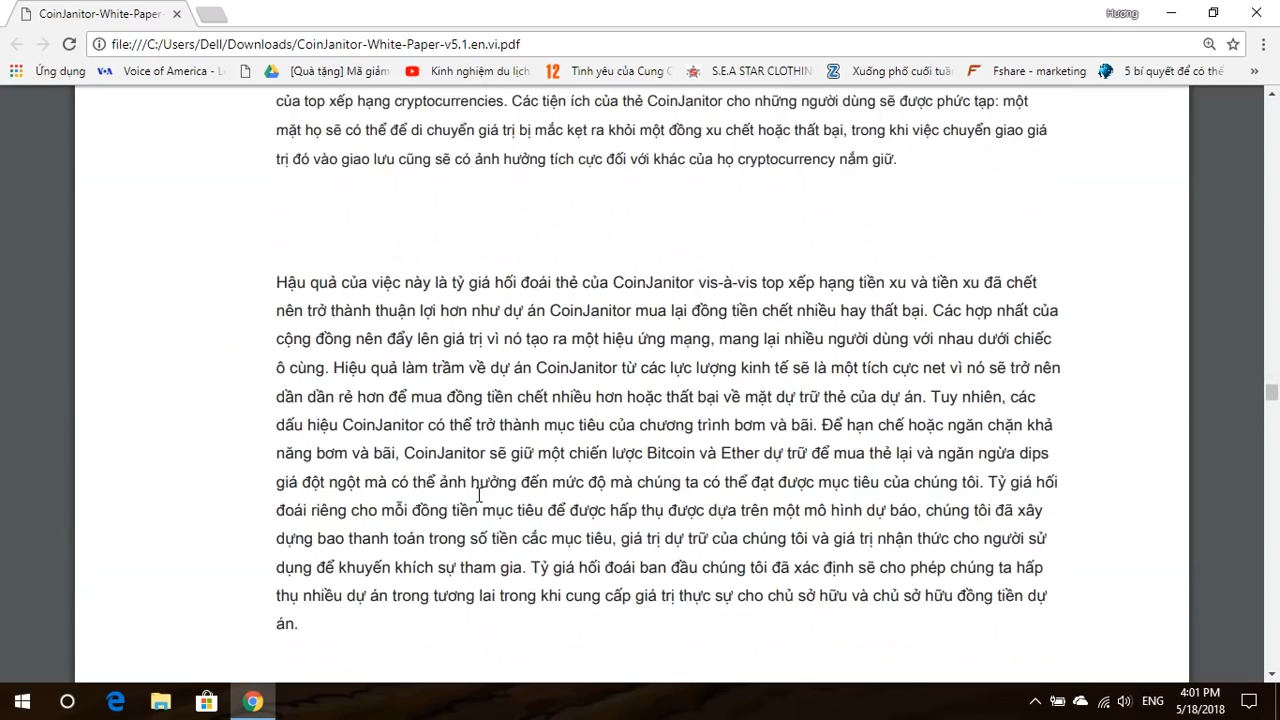 CoinJanitor-White-Paper-
Hương
file:///C:/Users/Dell/Downloads/CoinJanitor-White-Paper-v5.1.en.vi.pdf
Ứng dụng
Voice of America - L
[Quà tặng] Mã giảm
Kinh nghiệm du lịch
Tinh yêu của Cung C
S.E.A STAR CLOTHIN
Xuống phố cuối tuầ
Fshare - marketing
5 bí quyết để có thể
»
của top xếp hạng cryptocurrencies. Các tiện ích của thẻ CoinJanitor cho những người dùng sẽ được phức tạp: một
mặt họ sẽ có thể để di chuyển giá trị bị mắc kẹt ra khỏi một đồng xu chết hoặc thất bại, trong khi việc chuyển giao giá
trị đó vào giao lưu cũng sẽ có ảnh hưởng tích cực đối với khác của họ cryptocurrency nắm giữ.
Hậu quả của việc này là tỷ giá hối đoái thẻ của CoinJanitor vis-à-vis top xếp hạng tiền xu và tiền xu đã chết
nên trở thành thuận lợi hơn như dự án CoinJanitor mua lại đồng tiền chết nhiều hay thất bại. Các hợp nhất của
cộng đồng nên đẩy lên giá trị vì nó tạo ra một hiệu ứng mạng, mang lại nhiều người dùng với nhau dưới chiếc
ô cùng. Hiệu quả làm trầm về dự án CoinJanitor từ các lực lượng kinh tế sẽ là một tích cực net vì nó sẽ trở nên
dần dần rẻ hơn để mua đồng tiền chết nhiều hơn hoặc thất bại về mặt dự trữ thẻ của dự án. Tuy nhiên, các
dấu hiệu CoinJanitor có thể trở thành mục tiêu của chương trình bơm và bãi. Để hạn chế hoặc ngăn chặn khả
năng bơm và bãi, CoinJanitor sẽ giữ một chiến lược Bitcoin và Ether dự trữ để mua thẻ lại và ngăn ngừa dips
giá đột ngột mà có thể ảnh hưởng đến mức độ mà chúng ta có thể đạt được mục tiêu của chúng tôi. Tỷ giá hối
đoái riêng cho mỗi đồng tiền mục tiêu để được hấp thụ được dựa trên một mô hình dự báo, chúng tôi đã xây
dựng bao thanh toán trong số tiền cắc mục tiêu, giá trị dự trữ của chúng tôi và giá trị nhận thức cho người sử
dụng để khuyến khích sự tham gia. Tỷ giá hối đoái ban đầu chúng tôi đã xác định sẽ cho phép chúng ta hấp
thụ nhiều dự án trong tương lai trong khi cung cấp giá trị thực sự cho chủ sở hữu và chủ sở hữu đồng tiền dự
án.
ENG
4:01 PM
5/18/2018